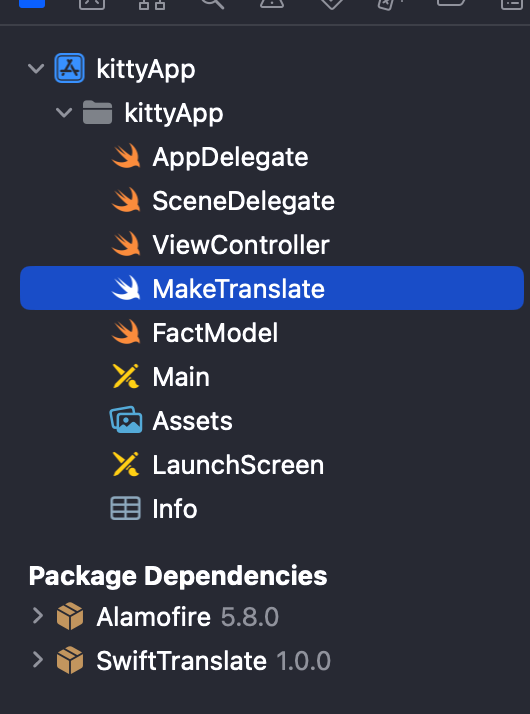 kittyApp
kittyApp
AppDelegate
SceneDelegate
ViewController
MakeTranslate
FactModel
Main
Assets
LaunchScreen
Info
Package Dependencies
Alamofire 5.8.0
SwiftTranslate 1.0.0